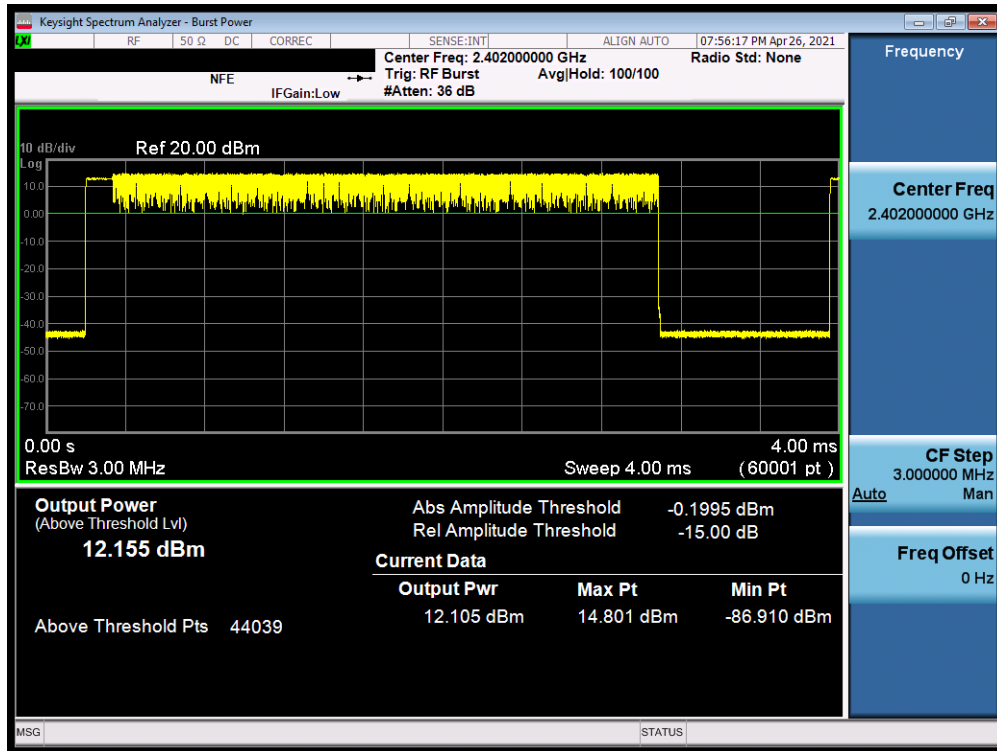 Keysight Spectrum Analyzer - Burst Power
LXI RF 50 Ω DC CORREC SENSE:INT ALIGN AUTO 07:56:17 PM Apr 26, 2021
Center Freq: 2.402000000 GHz Radio Std: None
NFE Trig: RF Burst Avg|Hold: 100/100
IFGain:Low #Atten: 36 dB
Frequency
10 dB/div Ref 20.00 dBm
Log
10.0
0.00
-10.0
-20.0
-30.0
-40.0
-50.0
-60.0
-70.0
0.00 s 4.00 ms
ResBw 3.00 MHz Sweep 4.00 ms (60001 pt)
Output Power
(Above Threshold Lvl)
12.155 dBm
Above Threshold Pts 44039
Abs Amplitude Threshold -0.1995 dBm
Rel Amplitude Threshold -15.00 dB
Current Data
Output Pwr Max Pt Min Pt
12.105 dBm 14.801 dBm -86.910 dBm
Center Freq
2.402000000 GHz
CF Step
3.000000 MHz
Auto Man
Freq Offset
0 Hz
MSG STATUS